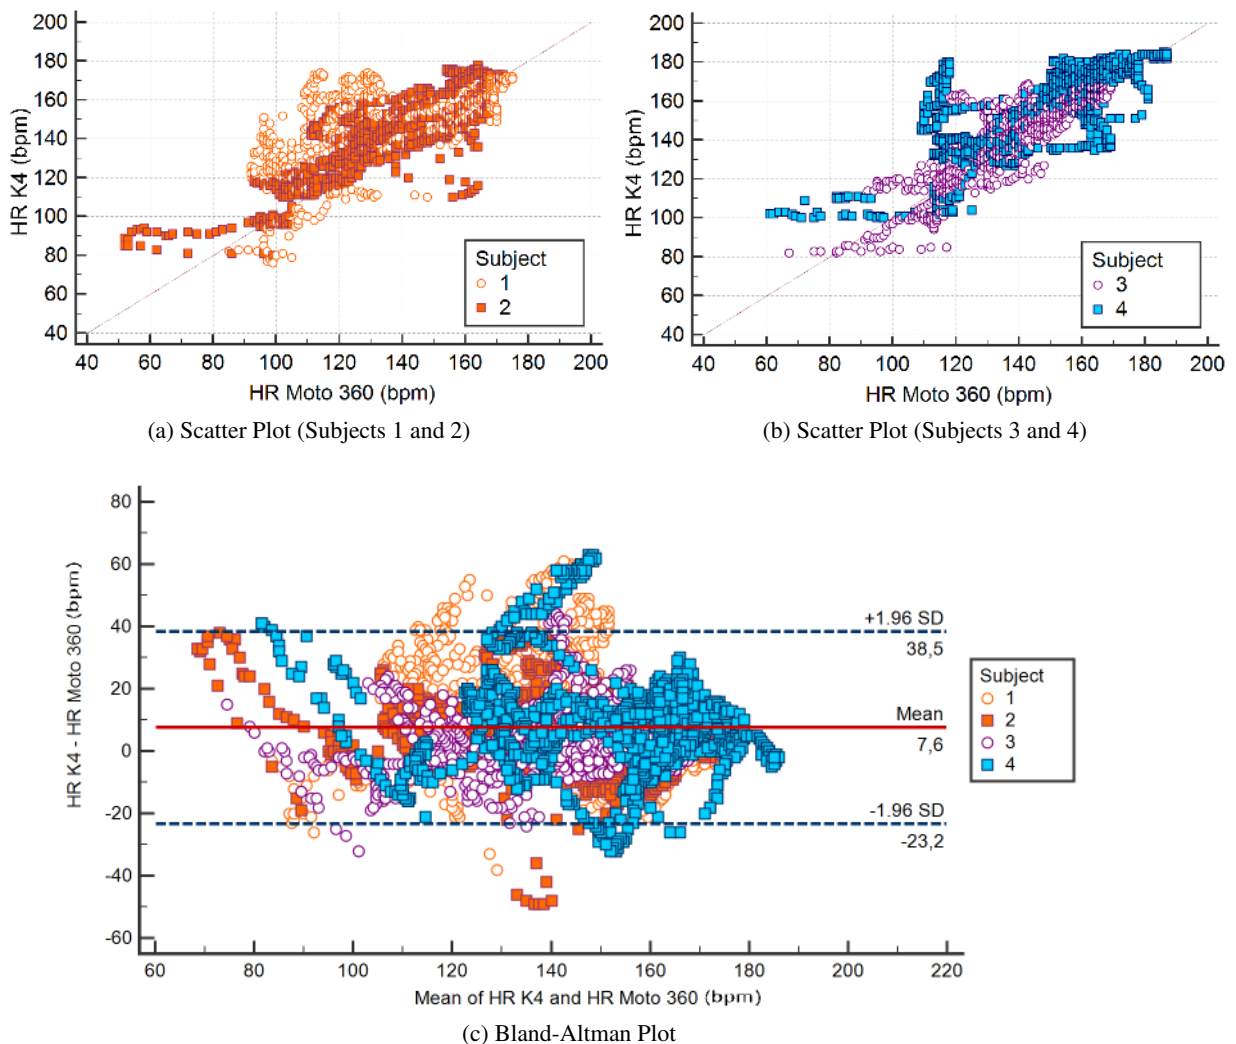 200
180
160
140
120
100
80
60
40
HR K4 (bpm)
40 60 80 100 120 140 160 180 200
HR Moto 360 (bpm)
Subject
1
2
(a) Scatter Plot (Subjects 1 and 2)
200
180
160
140
120
100
80
60
40
HR K4 (bpm)
40 60 80 100 120 140 160 180 200
HR Moto 360 (bpm)
Subject
3
4
(b) Scatter Plot (Subjects 3 and 4)
80
60
40
20
0
-20
-40
-60
HR K4 - HR Moto 360 (bpm)
+1.96 SD
38,5
Mean
7,6
-1.96 SD
-23,2
60 80 100 120 140 160 180 200 220
Mean of HR K4 and HR Moto 360 (bpm)
Subject
1
2
3
4
(c) Bland-Altman Plot